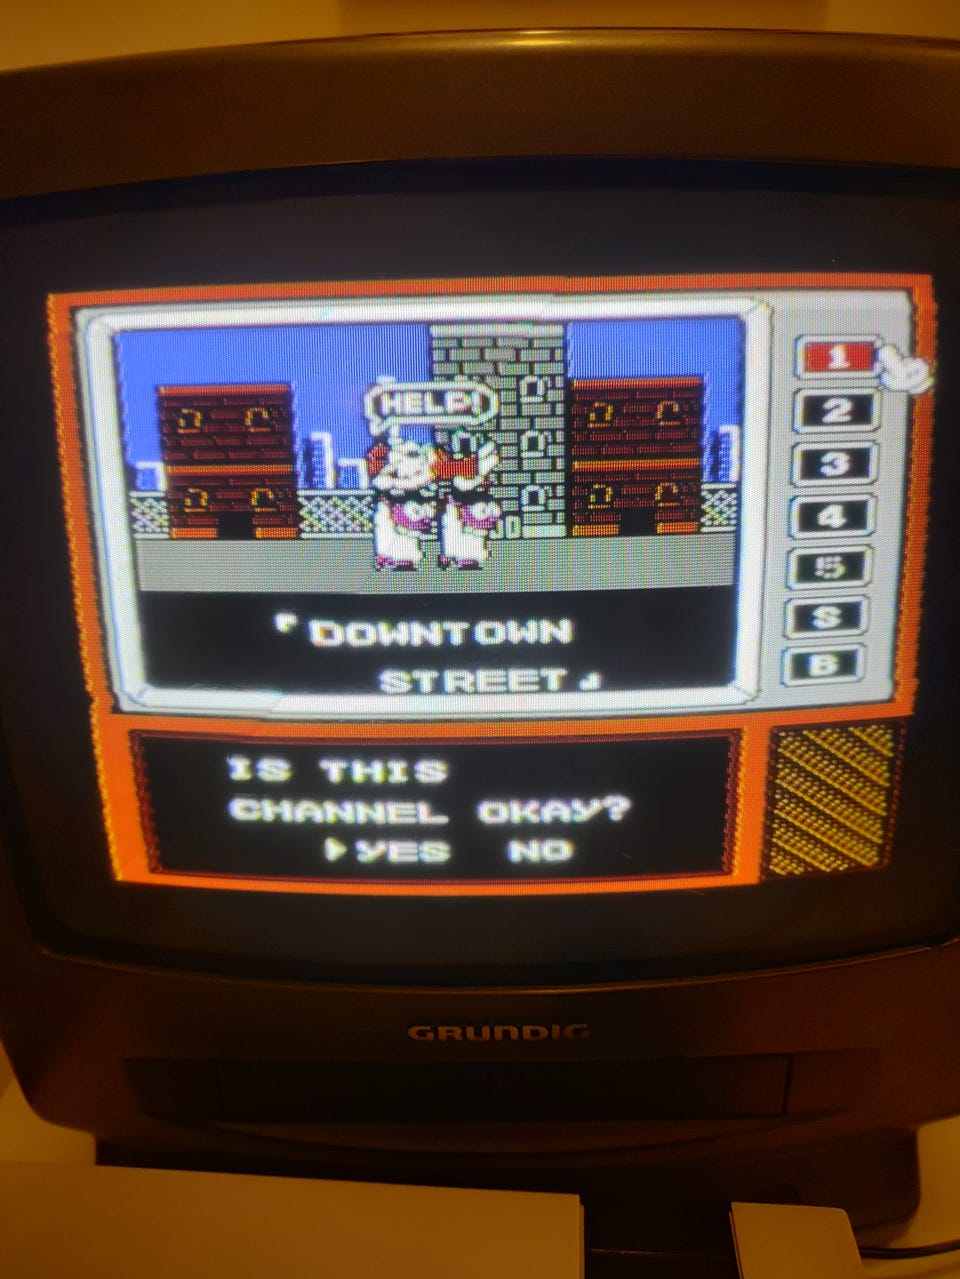 HELP!
1
2
3
4
5
S
B
「DOWNTOWN
STREET」
IS THIS
CHANNEL OKAY?
YES NO
GRUNDIG